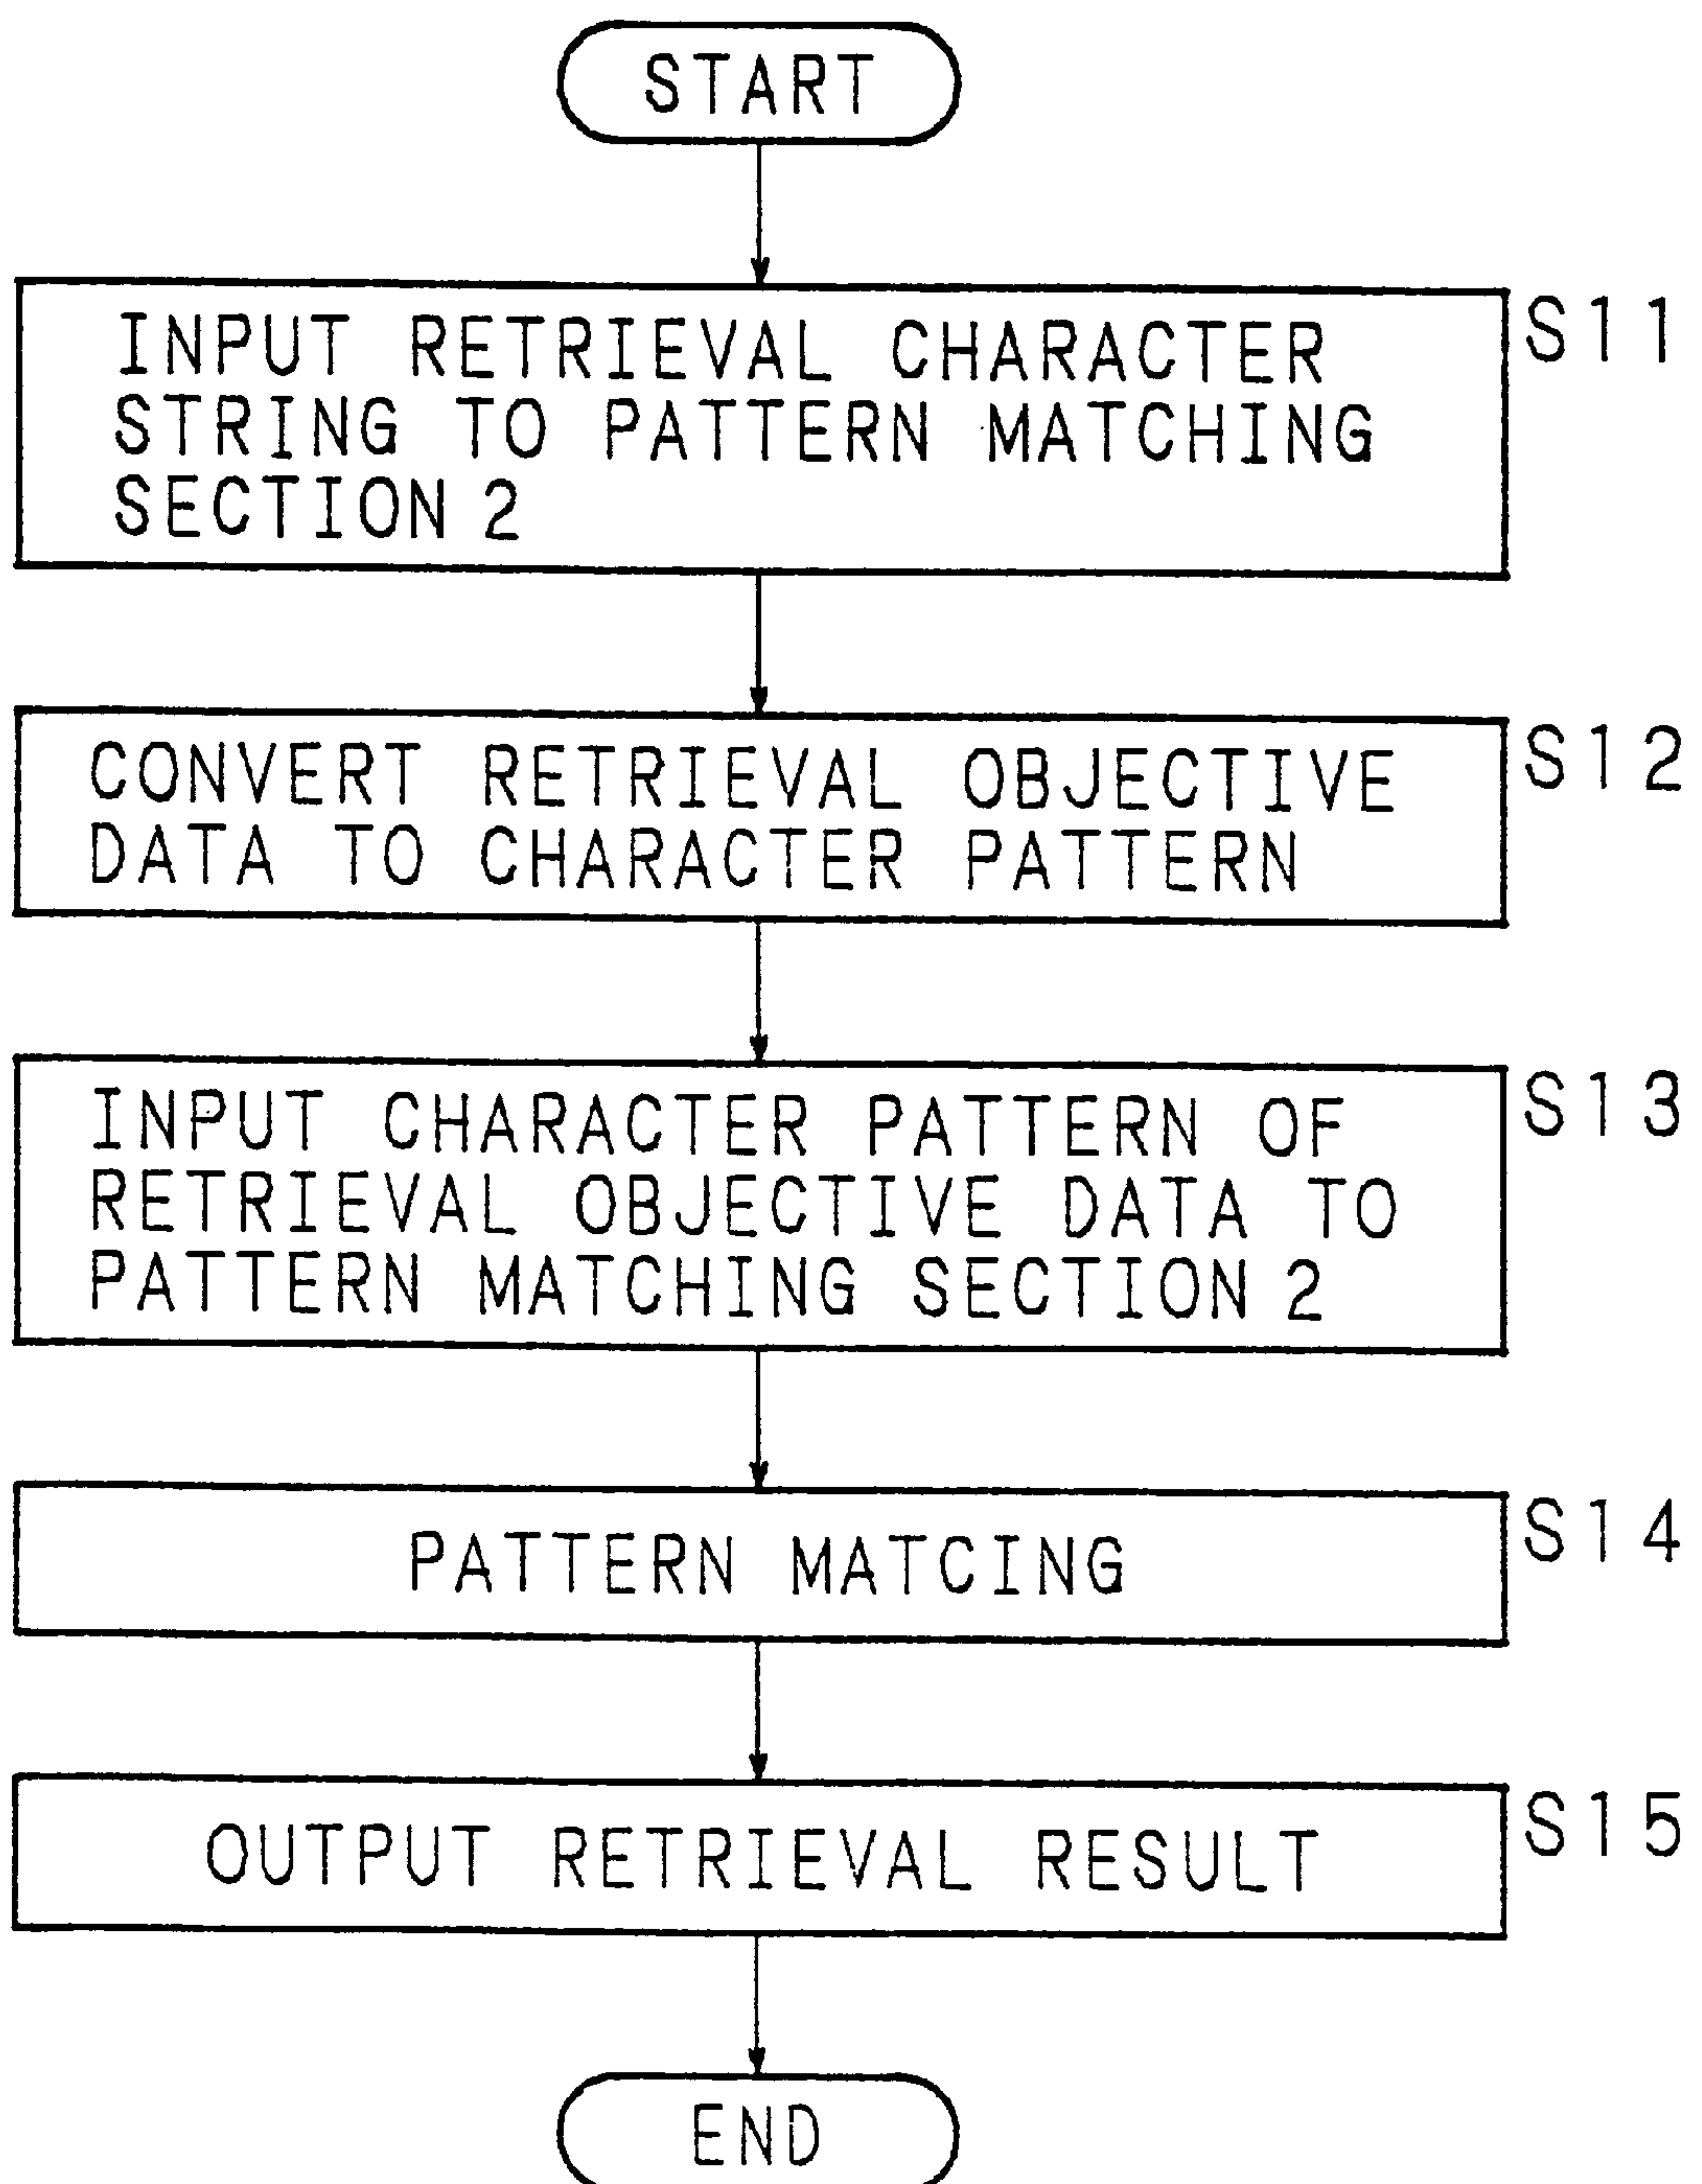 START
INPUT RETRIEVAL CHARACTER
STRING TO PATTERN MATCHING
SECTION 2
S11
CONVERT RETRIEVAL OBJECTIVE
DATA TO CHARACTER PATTERN
S12
INPUT CHARACTER PATTERN OF
RETRIEVAL OBJECTIVE DATA TO
PATTERN MATCHING SECTION 2
S13
PATTERN MATCING
S14
OUTPUT RETRIEVAL RESULT
S15
END